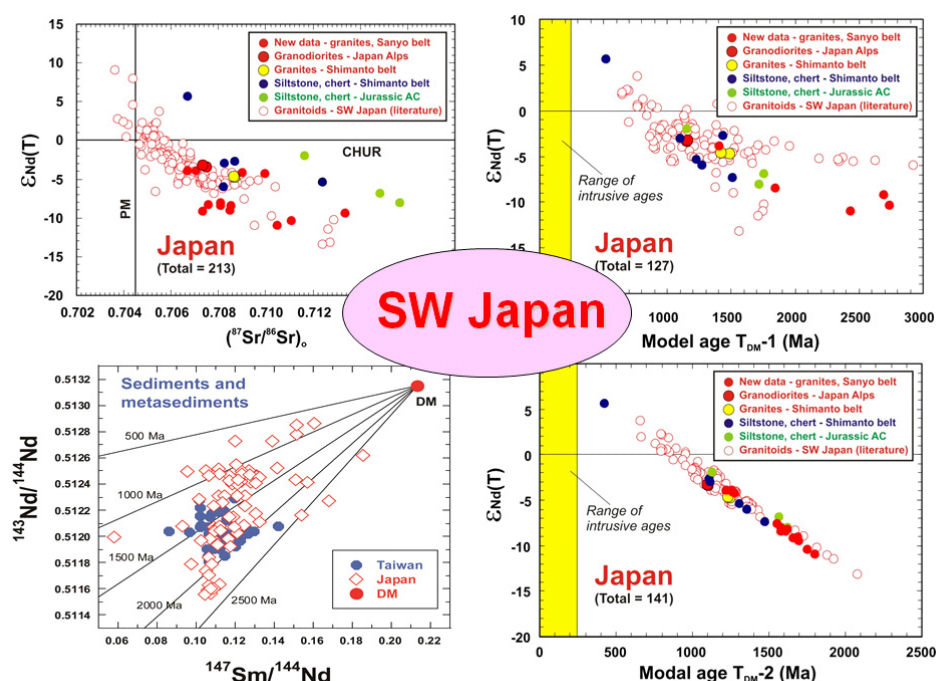 15
10
5
0
-5
-10
-15
-20
εNd(T)
New data - granites, Sanyo belt
Granodiorites - Japan Alps
Granites - Shimanto belt
Siltstone, chert - Shimanto belt
Siltstone, chert - Jurassic AC
Granitoids - SW Japan (literature)
CHUR
PM
Japan
(Total = 213)
0.702 0.704 0.706 0.708 0.710 0.712
(⁸⁷Sr/⁸⁶Sr)₀
10
5
0
-5
-10
15
εNd(T)
New data - granites, Sanyo belt
Granodiorites - Japan Alps
Granites - Shimanto belt
Siltstone, chert - Shimanto belt
Siltstone, chert - Jurassic AC
Granitoids - SW Japan (literature)
Range of
intrusive ages
Japan
(Total = 127)
1000 1500 2000 2500 3000
Model age TDM-1 (Ma)
SW Japan
0.5132
0.5130
0.5128
0.5126
0.5124
0.5122
0.5120
0.5118
0.5116
0.5114
¹⁴³Nd/¹⁴⁴Nd
Sediments and
metasediments
DM
500 Ma
1000 Ma
1500 Ma
2000 Ma
2500 Ma
Taiwan
Japan
DM
0.06 0.08 0.10 0.12 0.14 0.16 0.18 0.20 0.22
¹⁴⁷Sm/¹⁴⁴Nd
5
0
-5
-10
-15
-20
εNd(T)
New data - granites, Sanyo belt
Granodiorites - Japan Alps
Granites - Shimanto belt
Siltstone, chert - Shimanto belt
Siltstone, chert - Jurassic AC
Granitoids - SW Japan (literature)
Range of
intrusive ages
Japan
(Total = 141)
0 500 1000 1500 2000 2500 3000
Modal age TDM-2 (Ma)